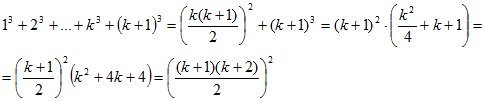 1³ + 2³ + ... + k³ + (k + 1)³ = (k(k + 1)/2)² + (k + 1)³ = (k + 1)² · (k²/4 + k + 1) =
= ((k + 1)/2)² (k² + 4k + 4) = ((k + 1)(k + 2)/2)²